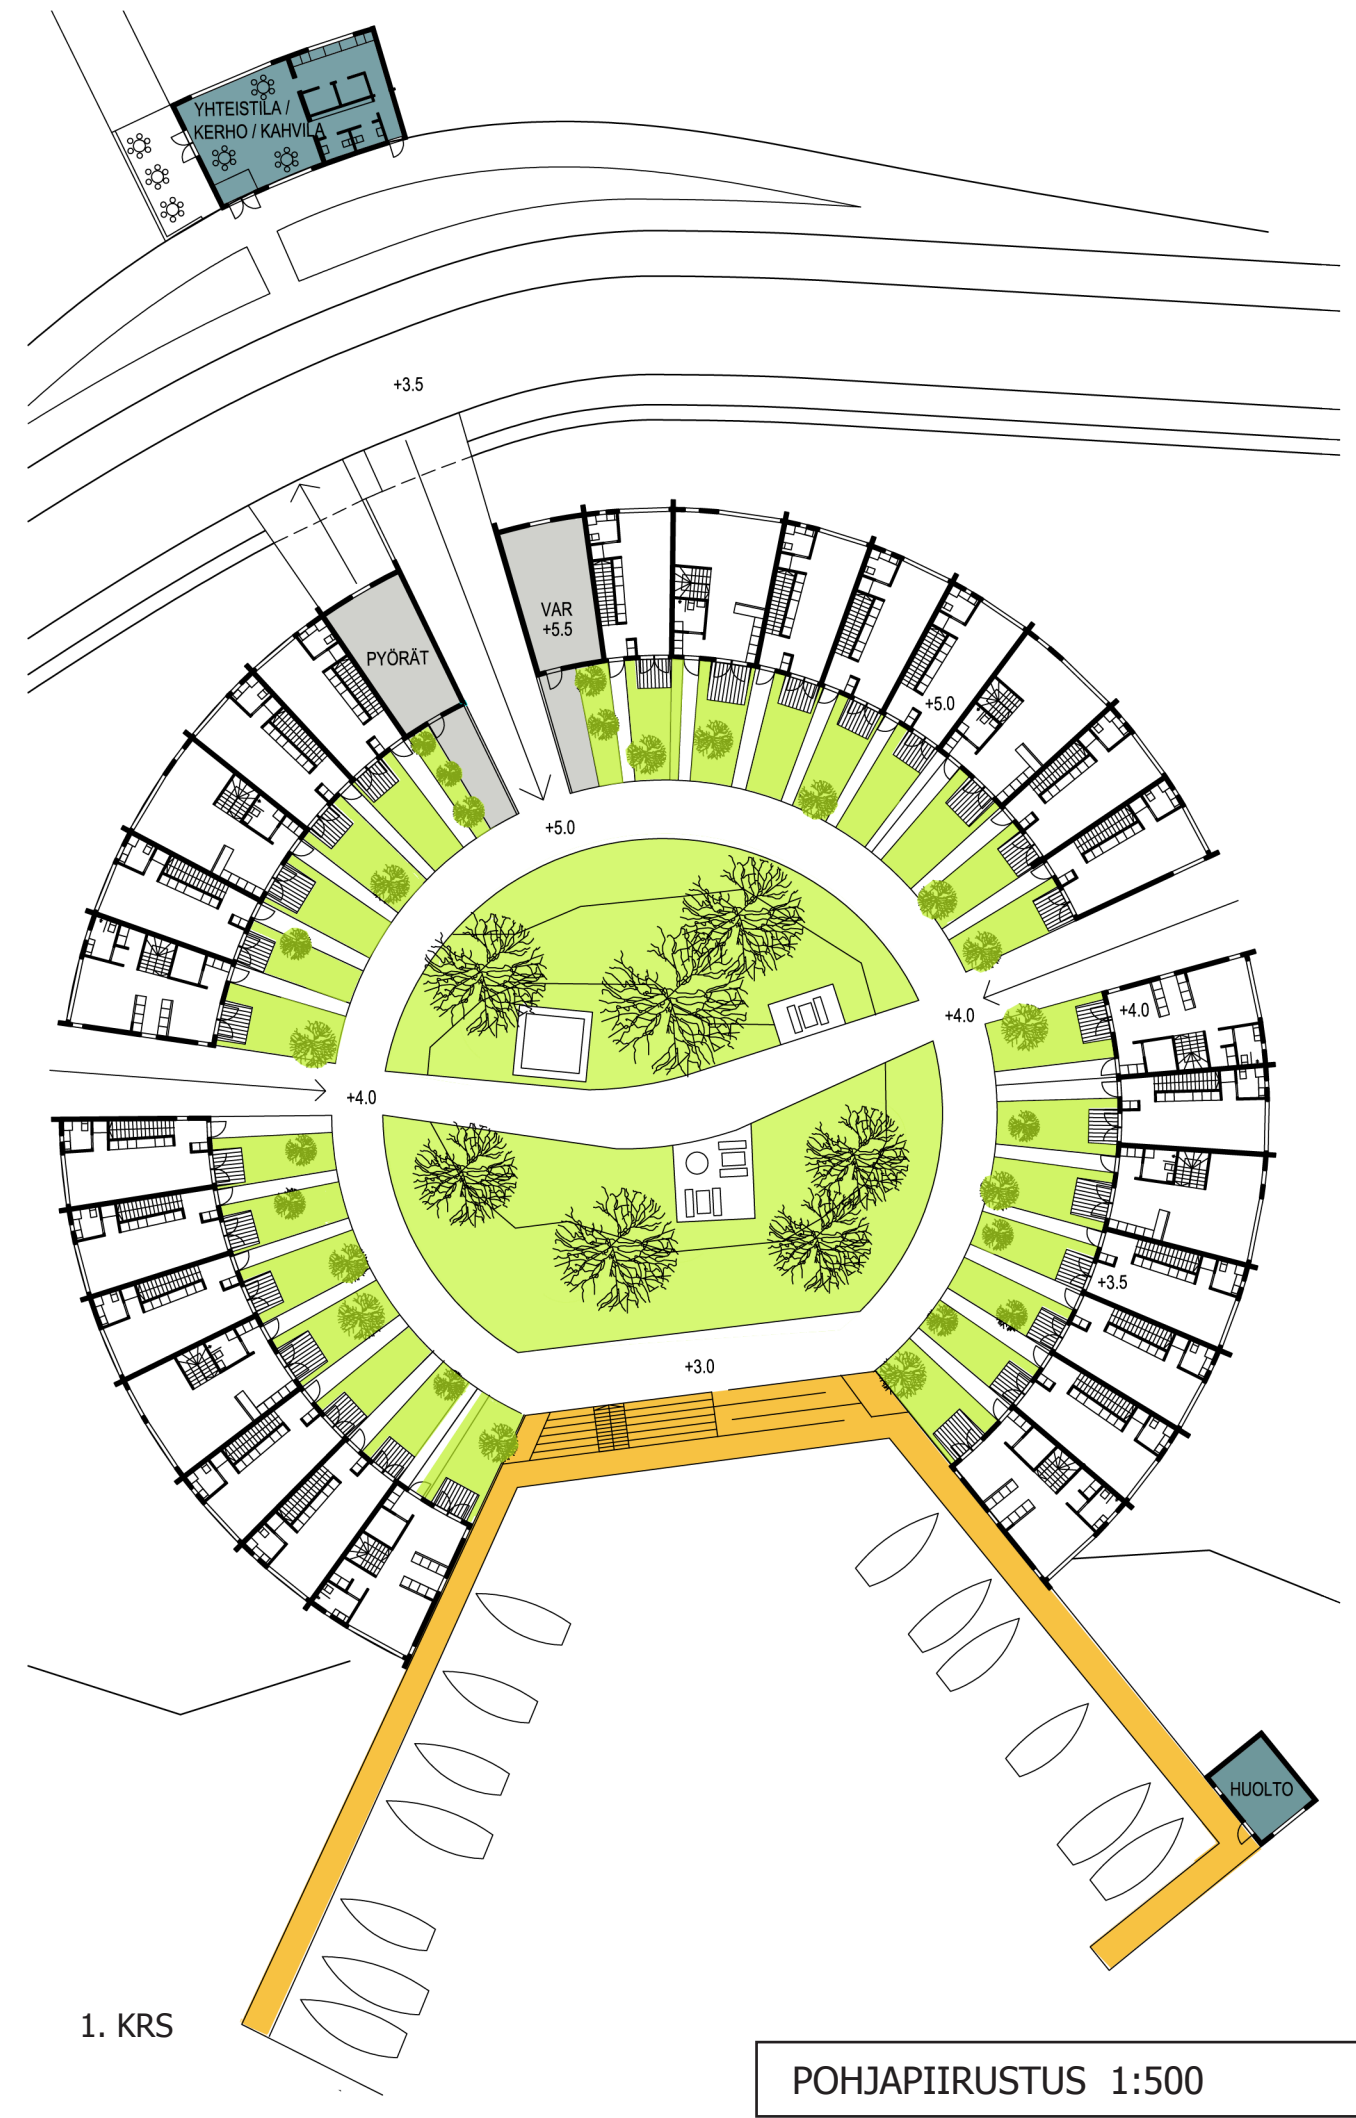 YHTEISTILA /
KERHO / KAHVILA
+3.5
VAR
+5.5
PYÖRÄT
+5.0
+5.0
+4.0
+4.0
+4.0
+3.5
+3.0
HUOLTO
1. KRS
POHJAPIIRUSTUS 1:500